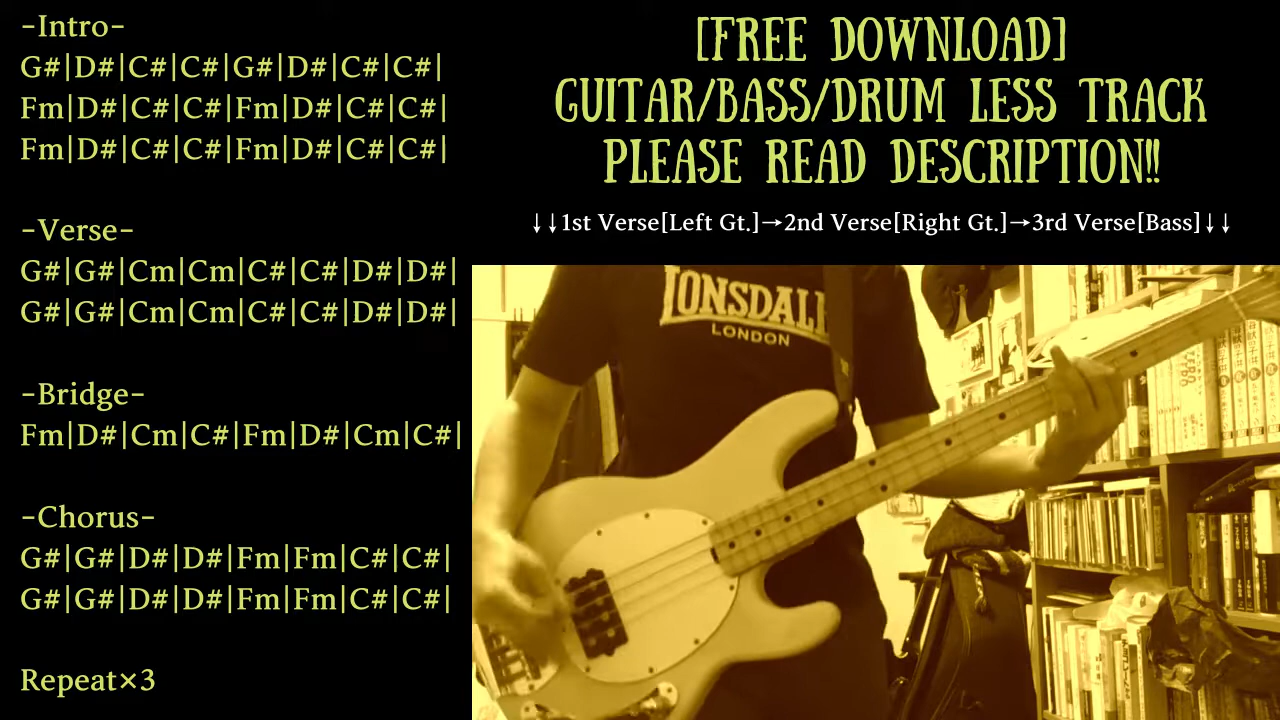 -Intro-
G#|D#|C#|C#|G#|D#|C#|C#|
Fm|D#|C#|C#|Fm|D#|C#|C#|
Fm|D#|C#|C#|Fm|D#|C#|C#|
-Verse-
G#|G#|Cm|Cm|C#|C#|D#|D#|
G#|G#|Cm|Cm|C#|C#|D#|D#|
-Bridge-
Fm|D#|Cm|C#|Fm|D#|Cm|C#|
-Chorus-
G#|G#|D#|D#|Fm|Fm|C#|C#|
G#|G#|D#|D#|Fm|Fm|C#|C#|
Repeat×3
[FREE DOWNLOAD]
GUITAR/BASS/DRUM LESS TRACK
PLEASE READ DESCRIPTION!!
↓↓1st Verse[Left Gt.]→2nd Verse[Right Gt.]→3rd Verse[Bass]↓↓
LONSDALE
LONDON